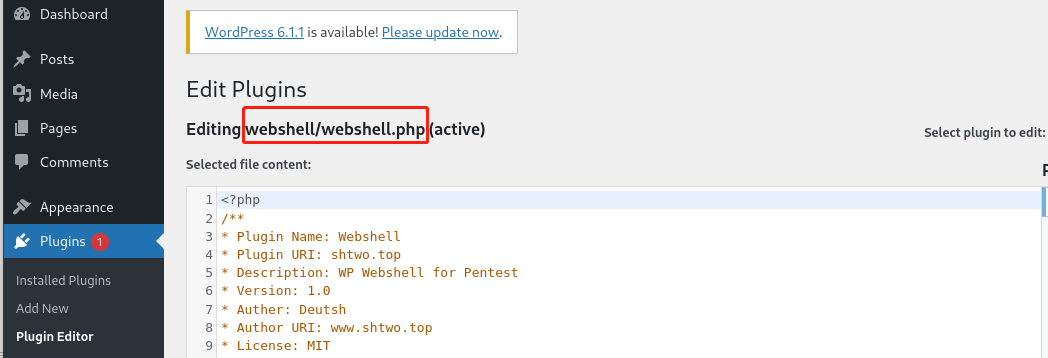 Dashboard
WordPress 6.1.1 is available! Please update now.
Posts
Media
Edit Plugins
Pages
Editing webshell/webshell.php (active)
Select plugin to edit:
Comments
Selected file content:
Appearance
Plugins 1
Installed Plugins
Add New
Plugin Editor
1 <?php
2 /**
3 * Plugin Name: Webshell
4 * Plugin URI: shtwo.top
5 * Description: WP Webshell for Pentest
6 * Version: 1.0
7 * Auther: Deutsh
8 * Author URI: www.shtwo.top
9 * License: MIT